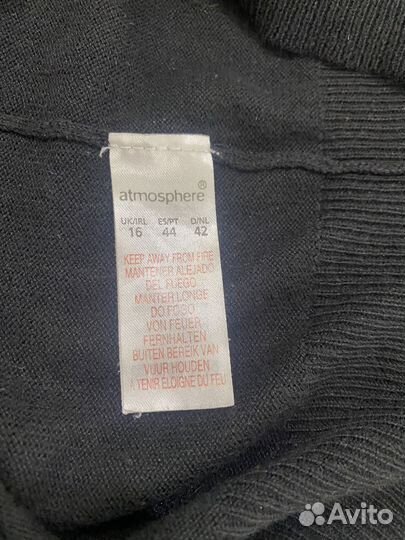 atmosphere®
UK/IRL ES/PT D/NL
16 44 42
KEEP AWAY FROM FIRE
MANTENER ALEJADO
DEL FUEGO
MANTER LONGE
DO FOGO
VON FEUER
FERNHALTEN
BUITEN BEREIK VAN
VUUR HOUDEN
TENIR ELOIGNE DU FEU
Avito